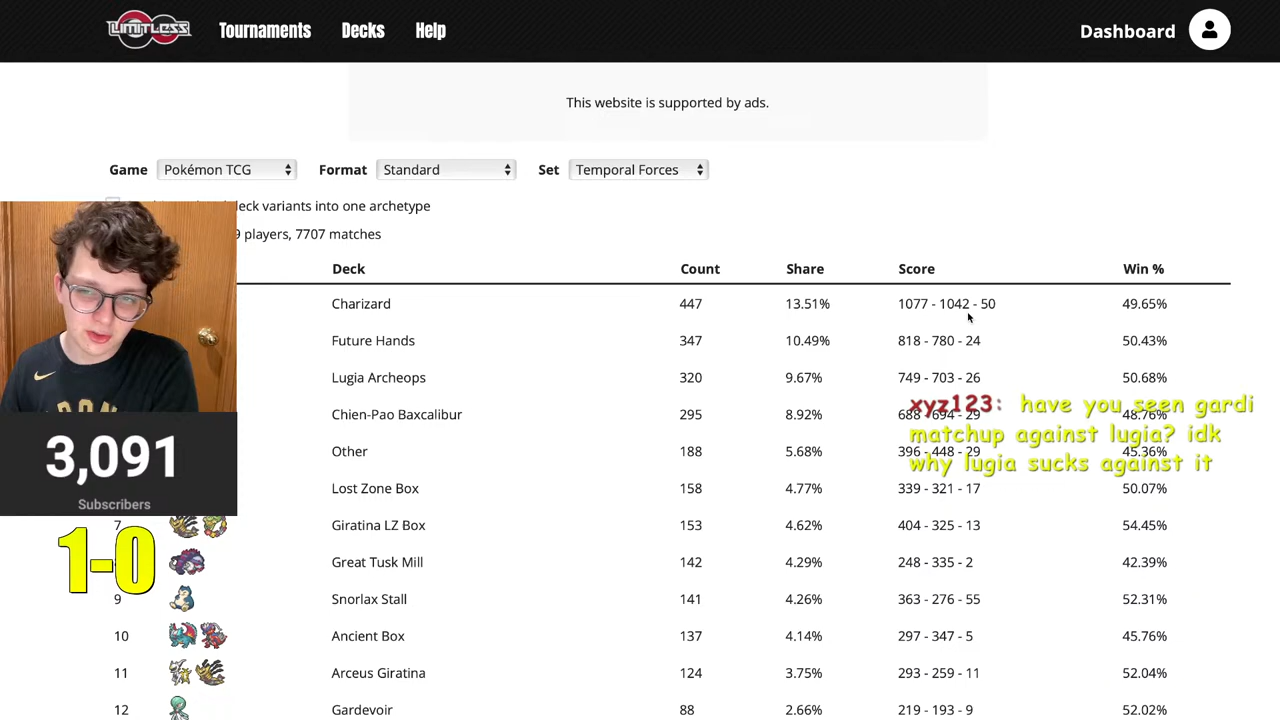 LIMITLESS Tournaments Decks Help Dashboard
This website is supported by ads.
Game Pokémon TCG Format Standard Set Temporal Forces
deck variants into one archetype
9 players, 7707 matches
Deck Count Share Score Win %
Charizard 447 13.51% 1077 - 1042 - 50 49.65%
Future Hands 347 10.49% 818 - 780 - 24 50.43%
Lugia Archeops 320 9.67% 749 - 703 - 26 50.68%
Chien-Pao Baxcalibur 295 8.92% 688 - 694 - 29 48.76%
Other 188 5.68% 396 - 448 - 29 45.36%
Lost Zone Box 158 4.77% 339 - 321 - 17 50.07%
7 Giratina LZ Box 153 4.62% 404 - 325 - 13 54.45%
Great Tusk Mill 142 4.29% 248 - 335 - 2 42.39%
9 Snorlax Stall 141 4.26% 363 - 276 - 55 52.31%
10 Ancient Box 137 4.14% 297 - 347 - 5 45.76%
11 Arceus Giratina 124 3.75% 293 - 259 - 11 52.04%
12 Gardevoir 88 2.66% 219 - 193 - 9 52.02%
xyz123: have you seen gardi
matchup against lugia? idk
why lugia sucks against it
3,091
Subscribers
1-0